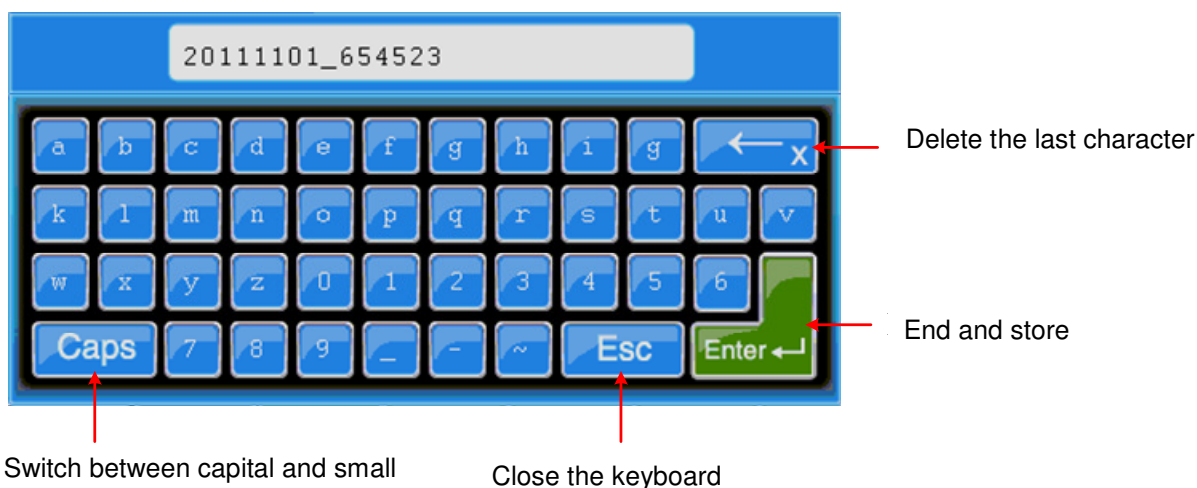 20111101_654523
a b c d e f g h i g ← x
Delete the last character
k l m n o p q r s t u v
w x y z 0 1 2 3 4 5 6
End and store
Caps 7 8 9 _ - ~ Esc Enter
Switch between capital and small
Close the keyboard